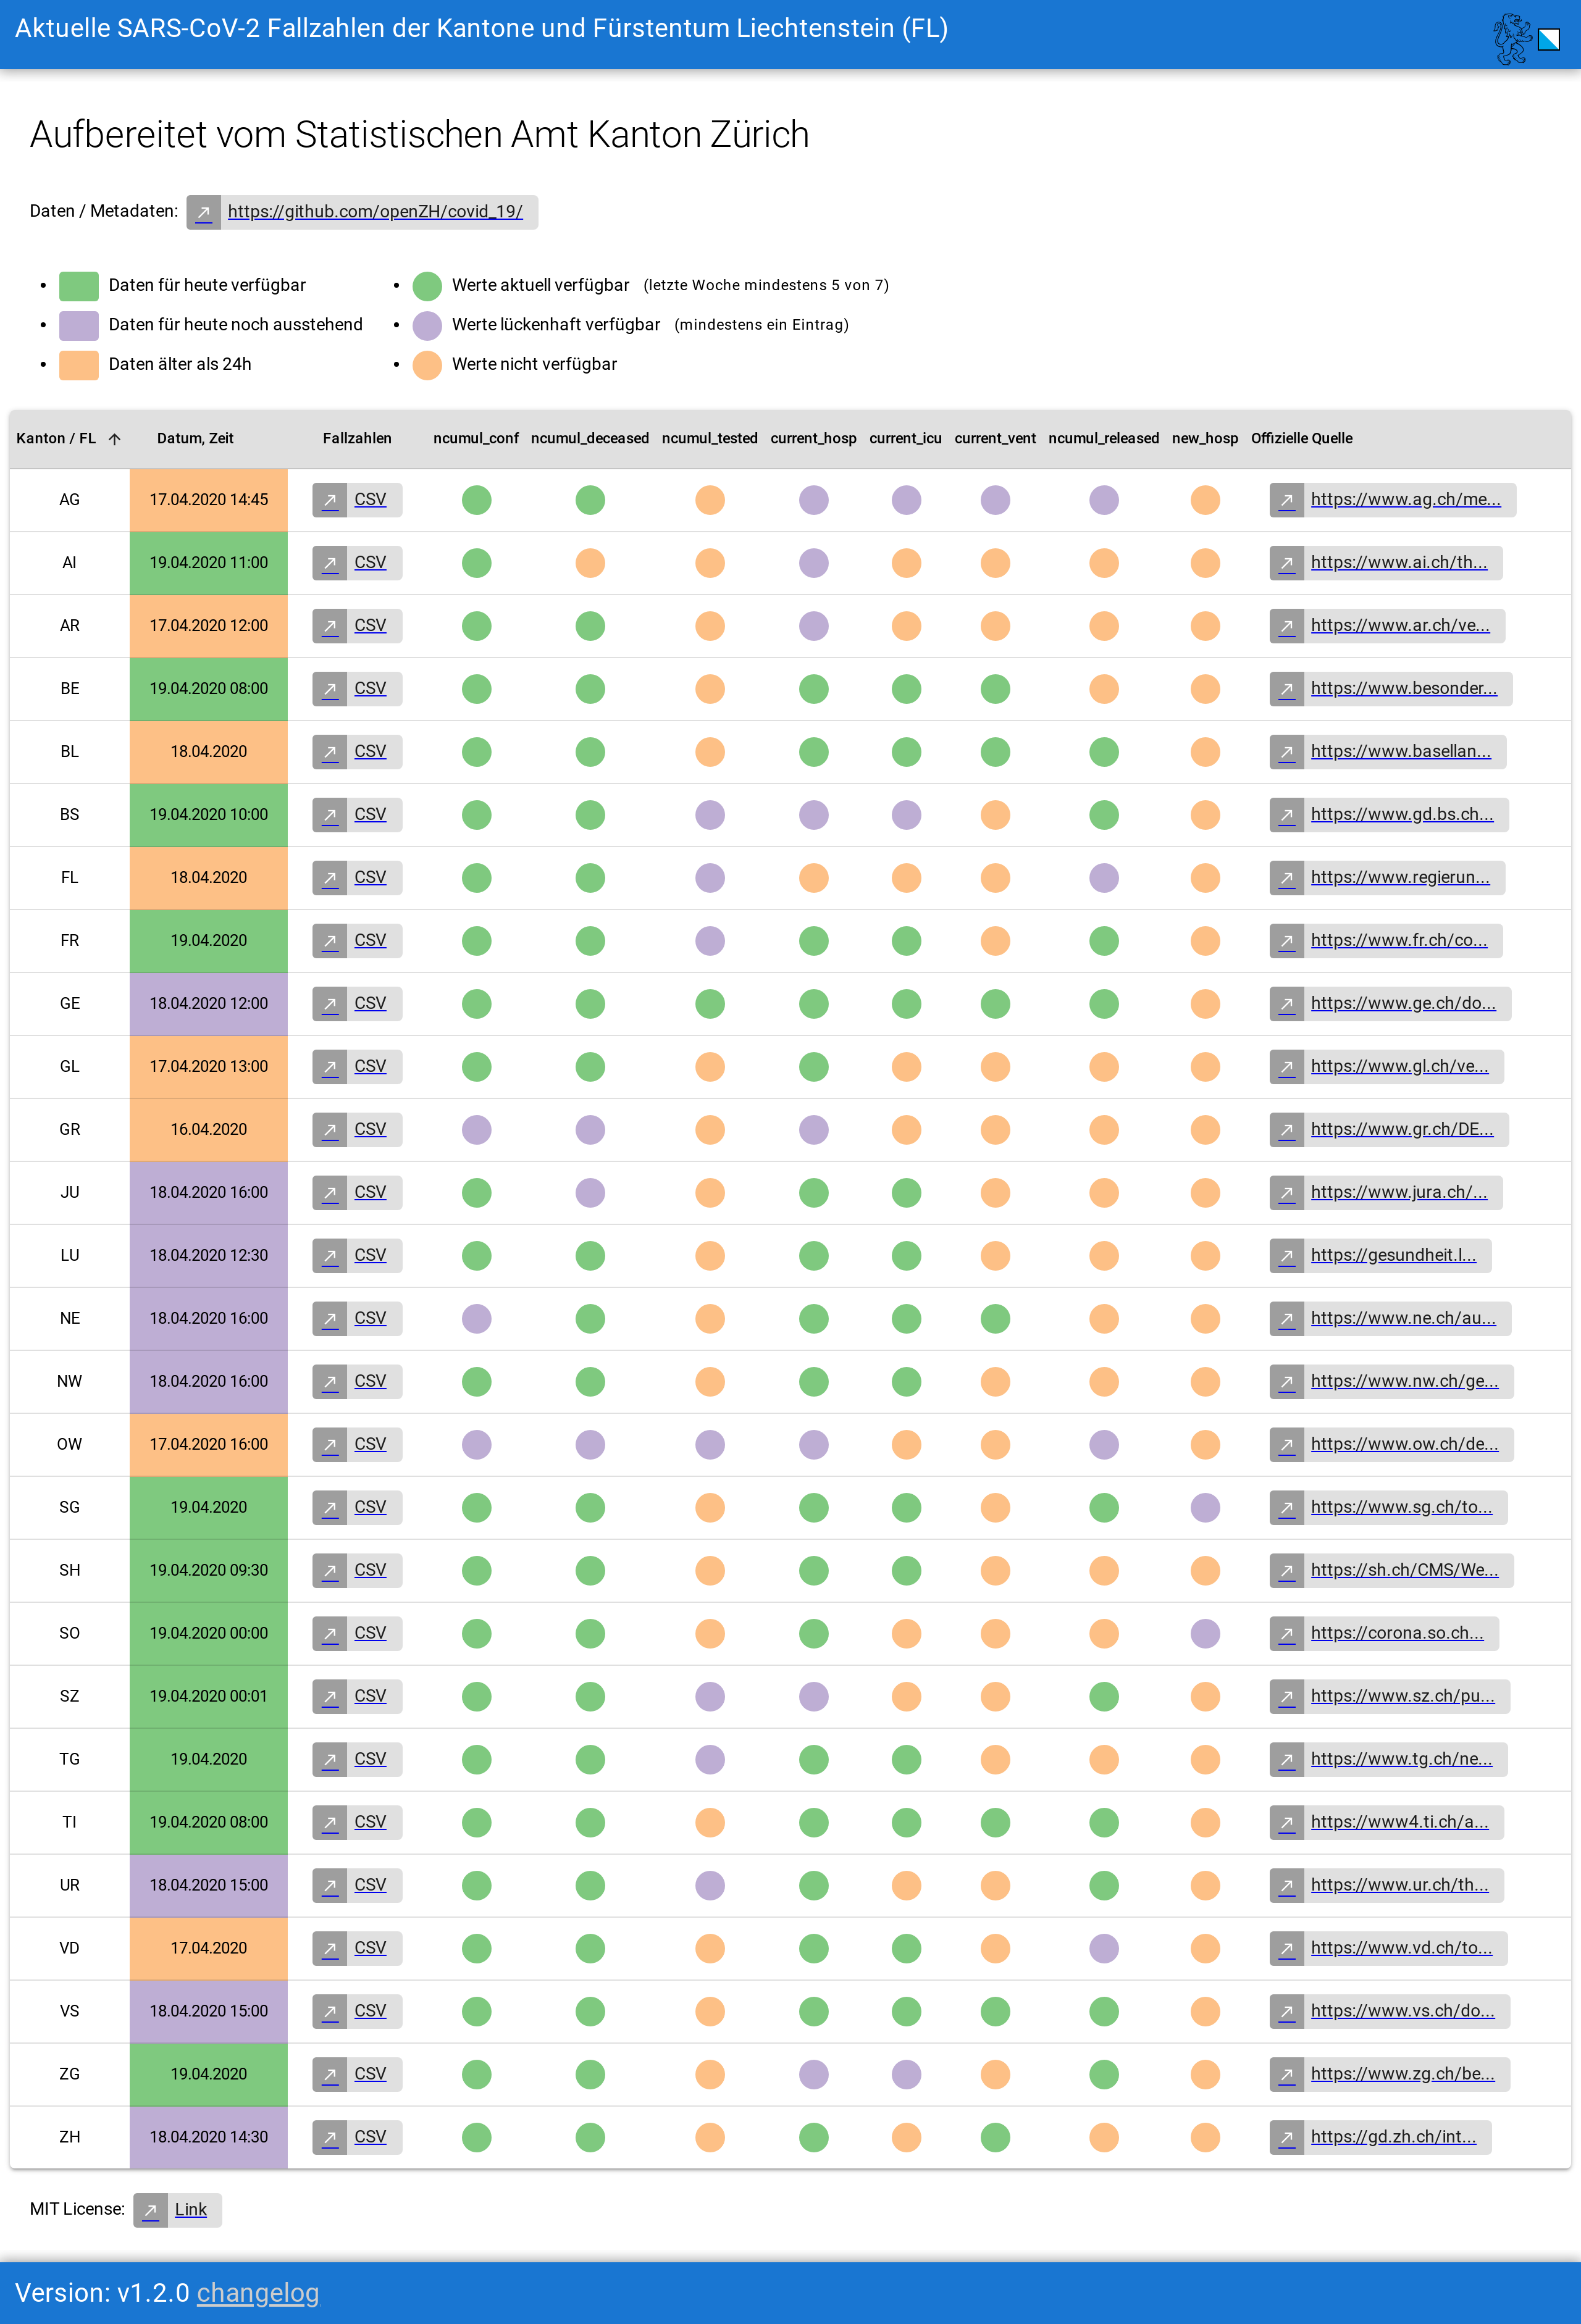 Aktuelle SARS-CoV-2 Fallzahlen der Kantone und Fürstentum Liechtenstein (FL)
Aufbereitet vom Statistischen Amt Kanton Zürich
Daten / Metadaten: https://github.com/openZH/covid_19/
Daten für heute verfügbar
Daten für heute noch ausstehend
Daten älter als 24h
Werte aktuell verfügbar (letzte Woche mindestens 5 von 7)
Werte lückenhaft verfügbar (mindestens ein Eintrag)
Werte nicht verfügbar
Kanton / FL Datum, Zeit Fallzahlen ncumul_conf ncumul_deceased ncumul_tested current_hosp current_icu current_vent ncumul_released new_hosp Offizielle Quelle
AG 17.04.2020 14:45 CSV https://www.ag.ch/me...
AI 19.04.2020 11:00 CSV https://www.ai.ch/th...
AR 17.04.2020 12:00 CSV https://www.ar.ch/ve...
BE 19.04.2020 08:00 CSV https://www.besonder...
BL 18.04.2020 CSV https://www.basellan...
BS 19.04.2020 10:00 CSV https://www.gd.bs.ch...
FL 18.04.2020 CSV https://www.regierun...
FR 19.04.2020 CSV https://www.fr.ch/co...
GE 18.04.2020 12:00 CSV https://www.ge.ch/do...
GL 17.04.2020 13:00 CSV https://www.gl.ch/ve...
GR 16.04.2020 CSV https://www.gr.ch/DE...
JU 18.04.2020 16:00 CSV https://www.jura.ch/...
LU 18.04.2020 12:30 CSV https://gesundheit.l...
NE 18.04.2020 16:00 CSV https://www.ne.ch/au...
NW 18.04.2020 16:00 CSV https://www.nw.ch/ge...
OW 17.04.2020 16:00 CSV https://www.ow.ch/de...
SG 19.04.2020 CSV https://www.sg.ch/to...
SH 19.04.2020 09:30 CSV https://sh.ch/CMS/We...
SO 19.04.2020 00:00 CSV https://corona.so.ch...
SZ 19.04.2020 00:01 CSV https://www.sz.ch/pu...
TG 19.04.2020 CSV https://www.tg.ch/ne...
TI 19.04.2020 08:00 CSV https://www4.ti.ch/a...
UR 18.04.2020 15:00 CSV https://www.ur.ch/th...
VD 17.04.2020 CSV https://www.vd.ch/to...
VS 18.04.2020 15:00 CSV https://www.vs.ch/do...
ZG 19.04.2020 CSV https://www.zg.ch/be...
ZH 18.04.2020 14:30 CSV https://gd.zh.ch/int...
MIT License: Link
Version: v1.2.0 changelog